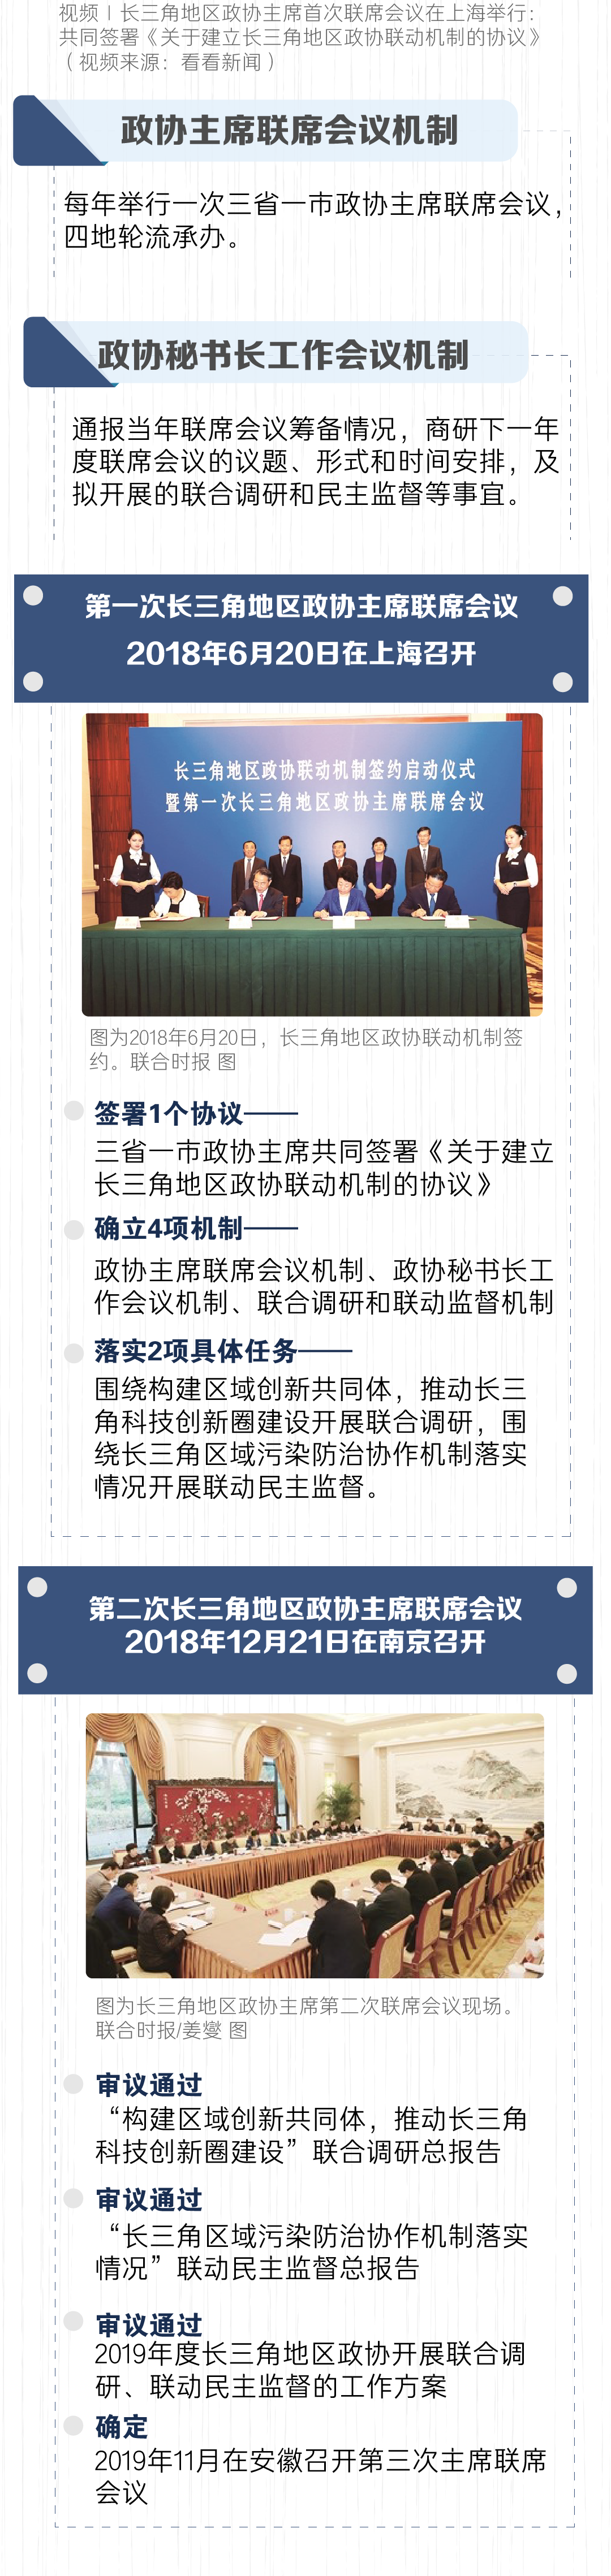 视频丨长三角地区政协主席首次联席会议在上海举行：
共同签署《关于建立长三角地区政协联动机制的协议》
（视频来源：看看新闻）
政协主席联席会议机制
每年举行一次三省一市政协主席联席会议，
四地轮流承办。
政协秘书长工作会议机制
通报当年联席会议筹备情况，商研下一年
度联席会议的议题、形式和时间安排，及
拟开展的联合调研和民主监督等事宜。
第一次长三角地区政协主席联席会议
2018年6月20日在上海召开
长三角地区政协联动机制签约启动仪式
暨第一次长三角地区政协主席联席会议
图为2018年6月20日，长三角地区政协联动机制签
约。联合时报 图
签署1个协议——
三省一市政协主席共同签署《关于建立
长三角地区政协联动机制的协议》
确立4项机制——
政协主席联席会议机制、政协秘书长工
作会议机制、联合调研和联动监督机制
落实2项具体任务——
围绕构建区域创新共同体，推动长三
角科技创新圈建设开展联合调研，围
绕长三角区域污染防治协作机制落实
情况开展联动民主监督。
第二次长三角地区政协主席联席会议
2018年12月21日在南京召开
图为长三角地区政协主席第二次联席会议现场。
联合时报/姜燮 图
审议通过
“构建区域创新共同体，推动长三角
科技创新圈建设”联合调研总报告
审议通过
“长三角区域污染防治协作机制落实
情况”联动民主监督总报告
审议通过
2019年度长三角地区政协开展联合调
研、联动民主监督的工作方案
确定
2019年11月在安徽召开第三次主席联席
会议